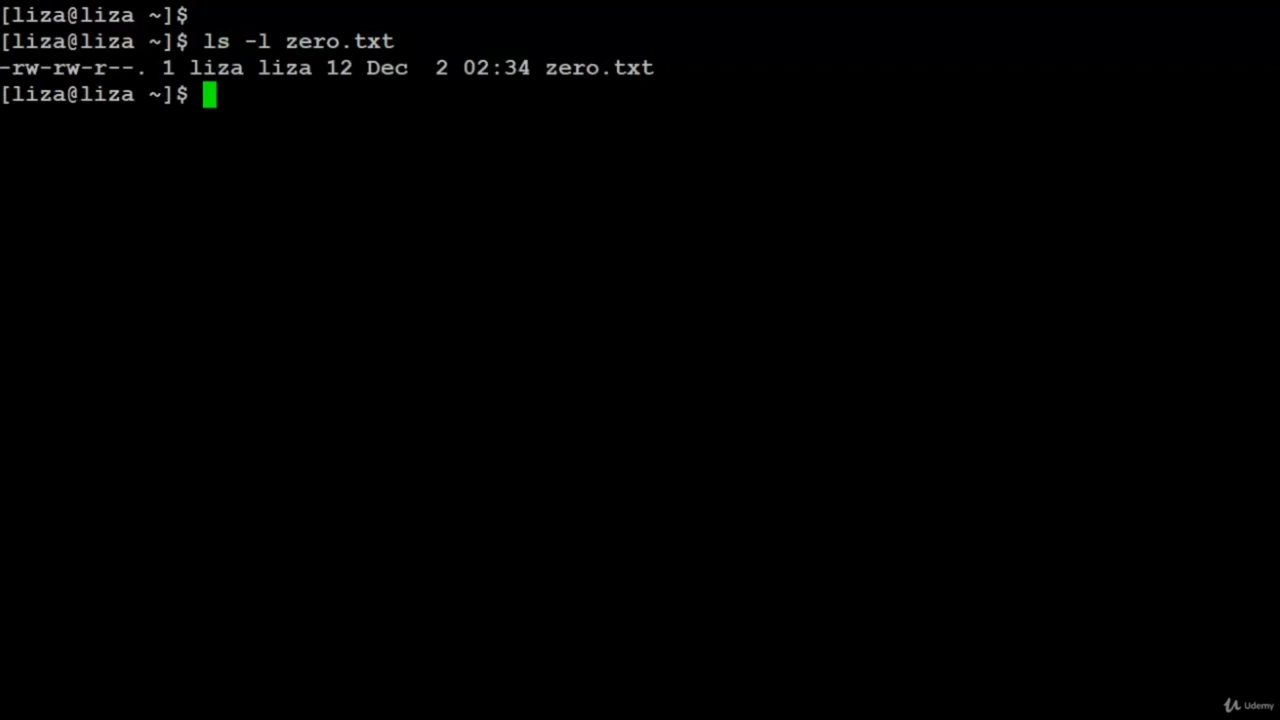 [liza@liza ~]$
[liza@liza ~]$ ls -l zero.txt
-rw-rw-r--. 1 liza liza 12 Dec  2 02:34 zero.txt
[liza@liza ~]$
Udemy